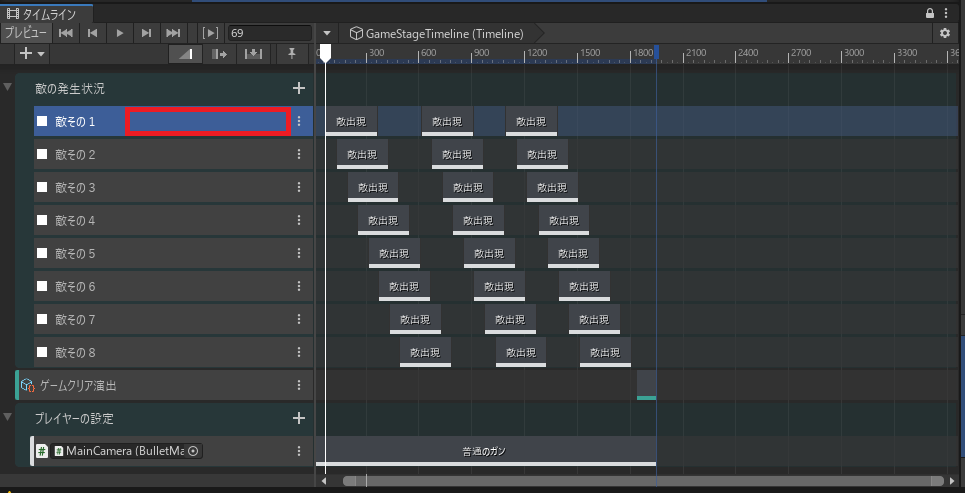 タイムライン
プレビュー 69 GameStageTimeline (Timeline)
300 600 900 1200 1500 1800 2100 2400 2700 3000 3300 3600
敵の発生状況
敵その1 敵出現 敵出現 敵出現
敵その2 敵出現 敵出現 敵出現
敵その3 敵出現 敵出現 敵出現
敵その4 敵出現 敵出現 敵出現
敵その5 敵出現 敵出現 敵出現
敵その6 敵出現 敵出現 敵出現
敵その7 敵出現 敵出現 敵出現
敵その8 敵出現 敵出現 敵出現
ゲームクリア演出
プレイヤーの設定
MainCamera (BulletMa 普通のガン